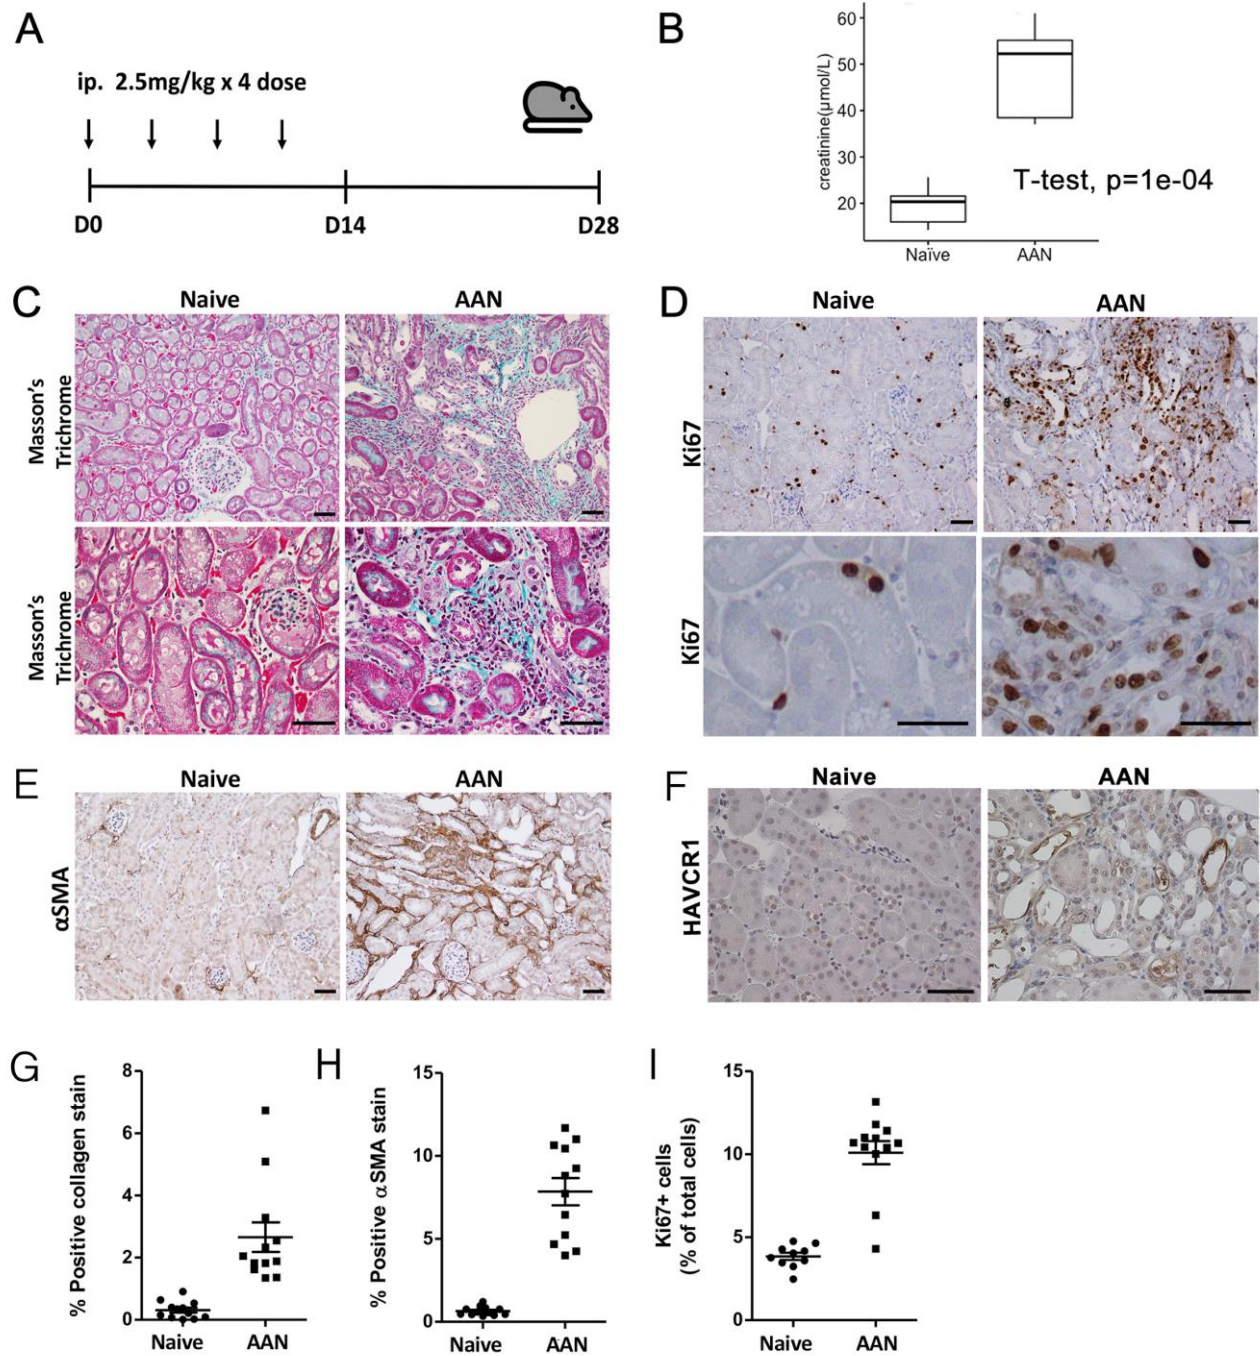 A
ip. 2.5mg/kg x 4 dose
D0
D14
D28
B
creatinine(µmol/L)
60
50
40
30
20
T-test, p=1e-04
Naïve
AAN
C
Naive
AAN
Masson's
Trichrome
Masson's
Trichrome
D
Naive
AAN
Ki67
Ki67
E
Naive
AAN
αSMA
F
Naive
AAN
HAVCR1
G
% Positive collagen stain
8
6
4
2
0
Naive
AAN
H
% Positive αSMA stain
15
10
5
0
Naive
AAN
I
Ki67+ cells
(% of total cells)
15
10
5
0
Naive
AAN